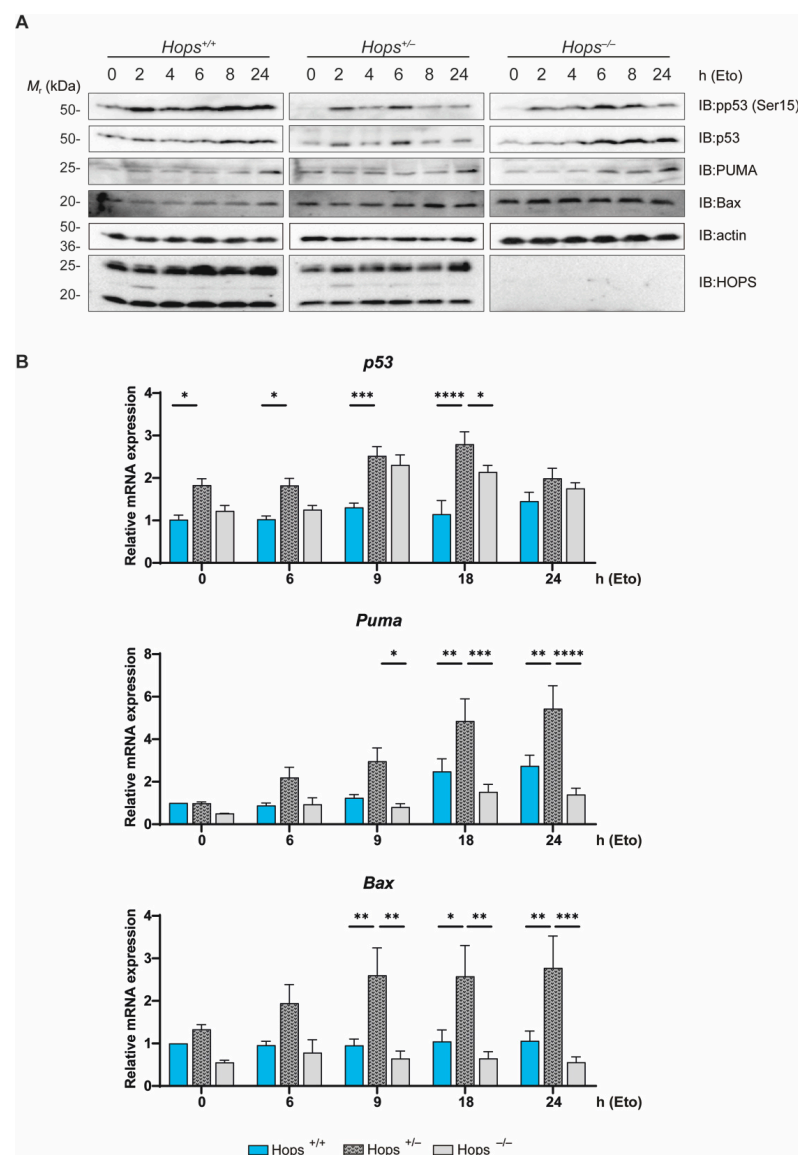 A
Hops+/+ Hops+/– Hops–/–
Mr (kDa) 0 2 4 6 8 24 0 2 4 6 8 24 0 2 4 6 8 24 h (Eto)
50- IB:pp53 (Ser15)
50- IB:p53
25- IB:PUMA
20- IB:Bax
50-
36- IB:actin
25-
20- IB:HOPS
B
p53
Relative mRNA expression
4
3
2
1
0
* * *** **** *
0 6 9 18 24 h (Eto)
Puma
Relative mRNA expression
8
6
4
2
0
* ** *** ** ****
0 6 9 18 24 h (Eto)
Bax
Relative mRNA expression
4
3
2
1
0
** ** * ** ** ***
0 6 9 18 24 h (Eto)
Hops +/+ Hops +/– Hops –/–